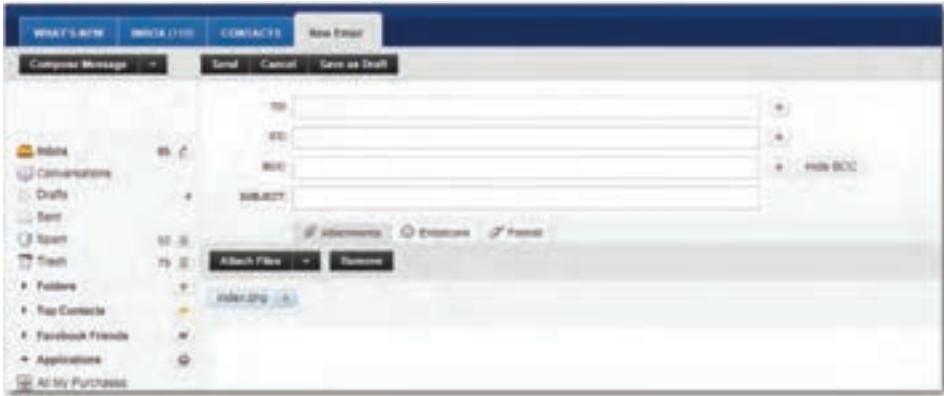 WHAT'S NEW INBOX CONTACTS New Email
Compose Message Send Cancel Save as Draft
TO:
CC:
BCC: Hide BCC
SUBJECT:
Inbox
Conversations
Drafts
Sent
Spam
Trash
Folders
Top Contacts
Facebook Friends
Applications
All My Purchases
Attachments Emoticons Format
Attach Files Remove
index.png